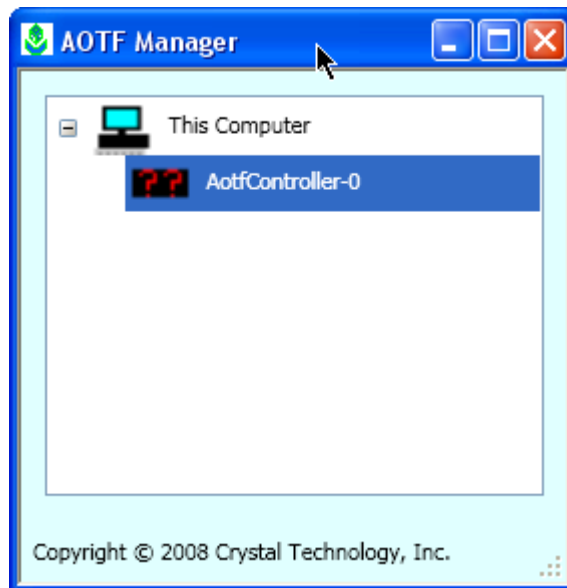 AOTF Manager
This Computer
?? AotfController-0
Copyright © 2008 Crystal Technology, Inc.